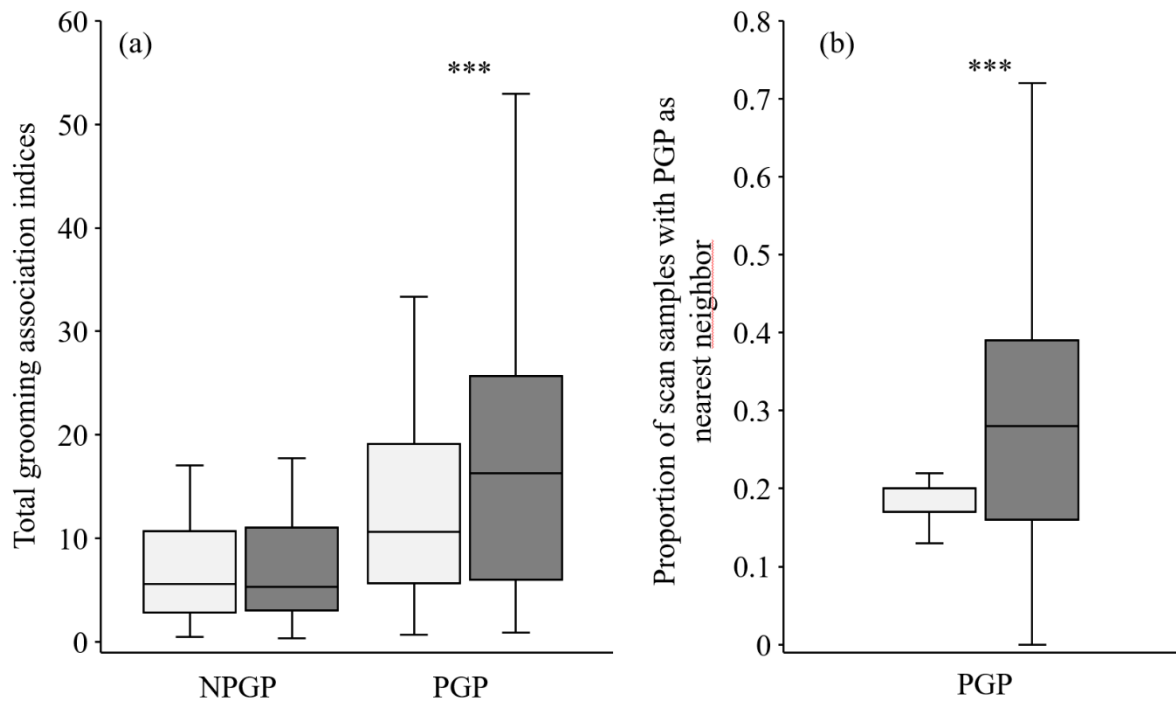 (a)
***
Total grooming association indices
60
50
40
30
20
10
0
NPGP
PGP
(b)
***
Proportion of scan samples with PGP as
nearest neighbor
0.8
0.7
0.6
0.5
0.4
0.3
0.2
0.1
0
PGP